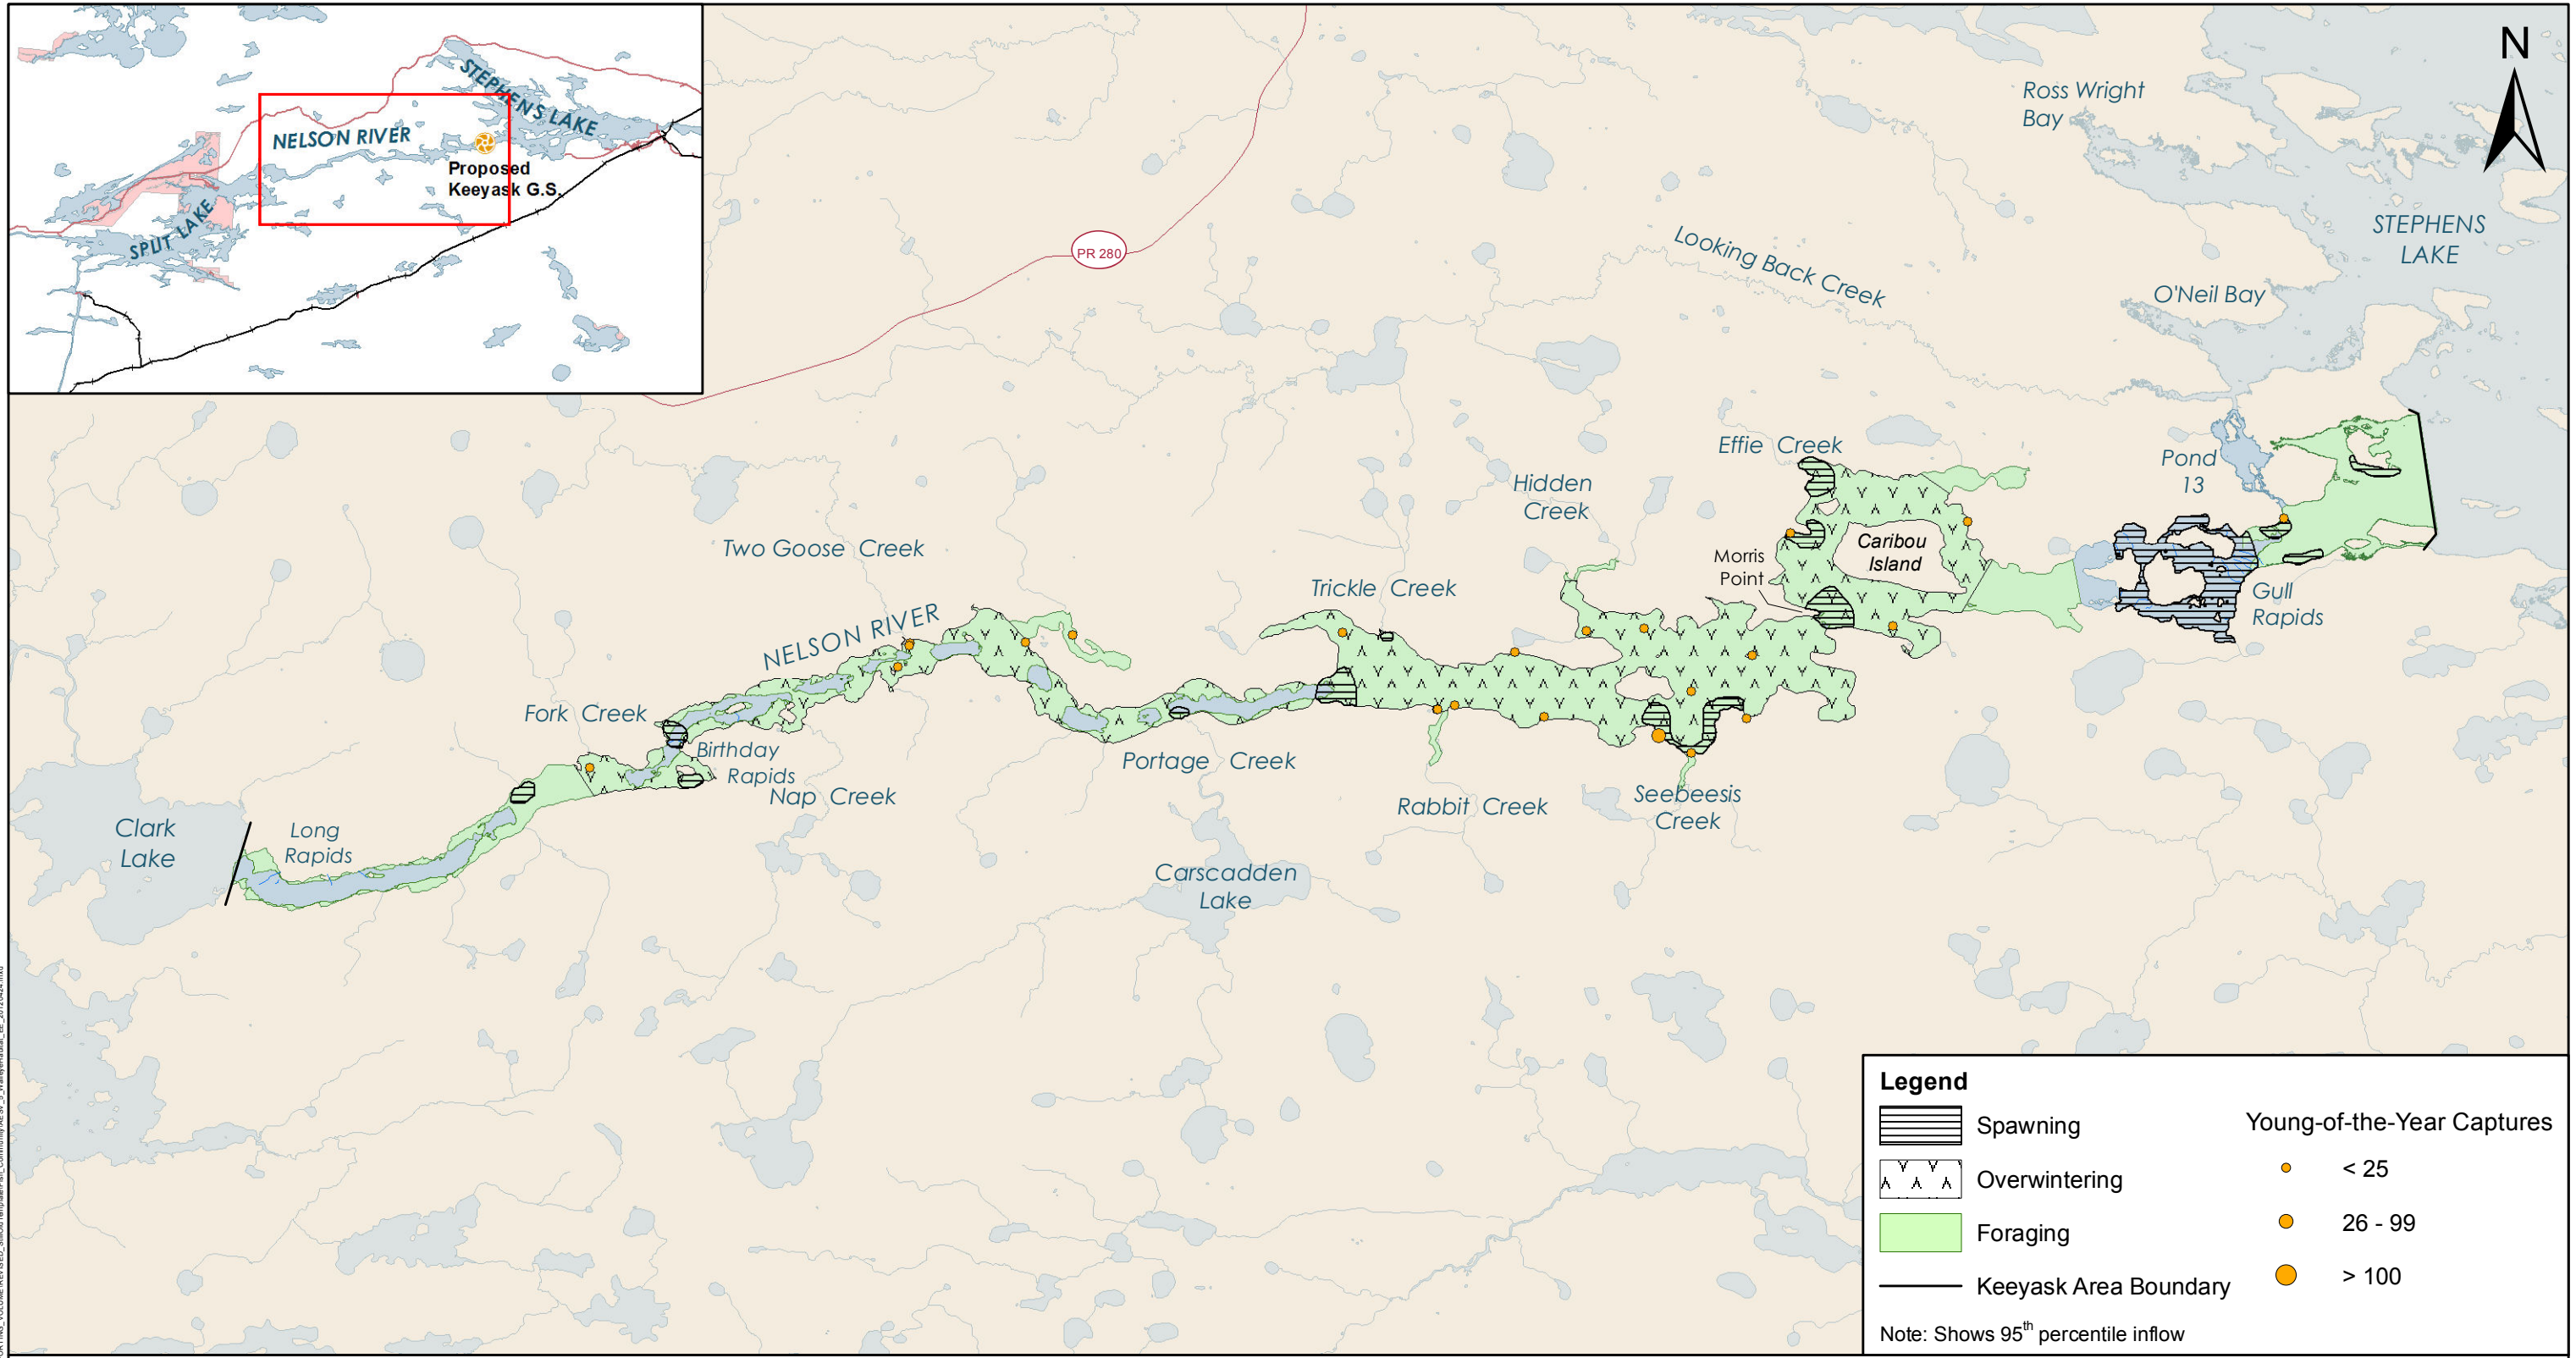 STEPHENS LAKE
NELSON RIVER
Proposed
Keeyask G.S.
SPLIT LAKE
N
Ross Wright
Bay
STEPHENS
LAKE
PR 280
Looking Back Creek
O'Neil Bay
Effie Creek
Pond
13
Hidden
Creek
Two Goose Creek
Caribou
Island
Morris
Point
Trickle Creek
Gull
Rapids
NELSON RIVER
Fork Creek
Birthday
Rapids
Portage Creek
Nap Creek
Rabbit Creek
Seebeesis
Creek
Clark
Lake
Long
Rapids
Carscadden
Lake
Legend
Spawning
Overwintering
Foraging
Keeyask Area Boundary
Young-of-the-Year Captures
< 25
26 - 99
> 100
Note: Shows 95th percentile inflow